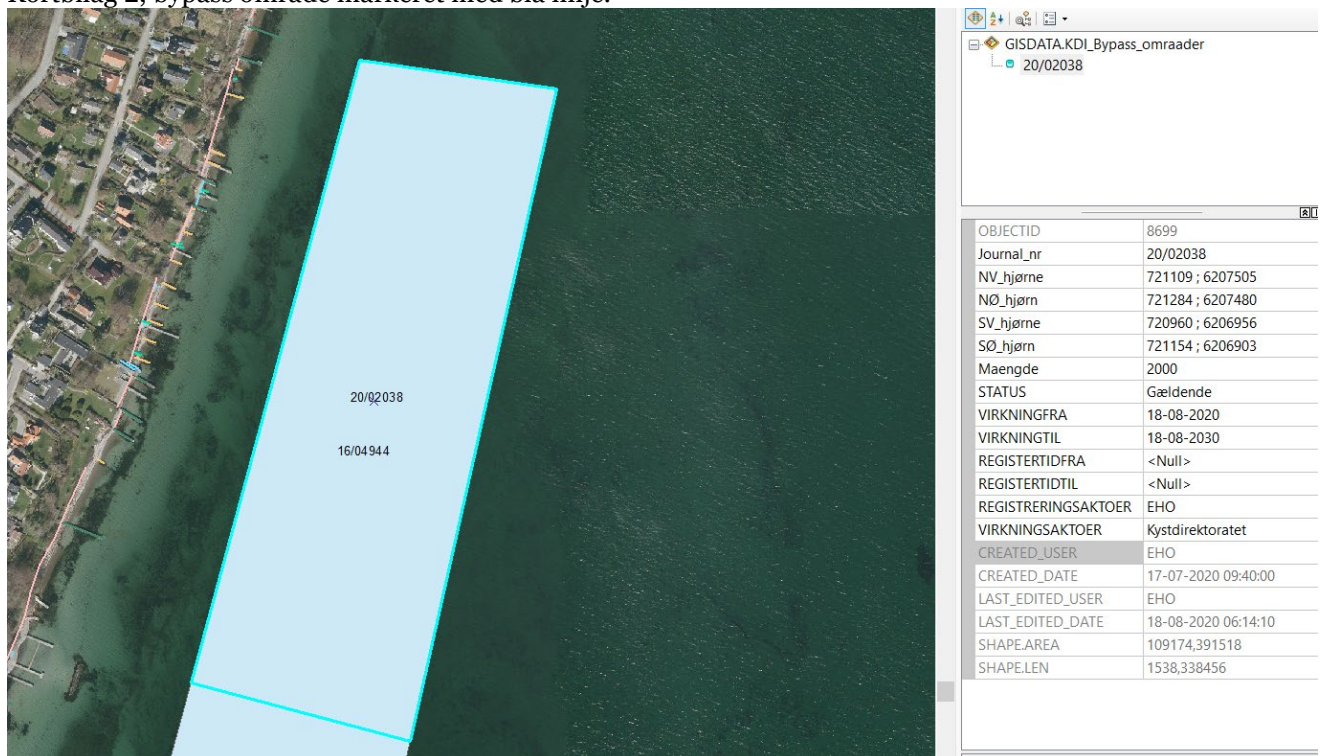 Kortbilag 2, bypass område markeret med blå linje.
GISDATA.KDI_Bypass_omraader
20/02038
20/02038
16/04944
OBJECTID 8699
Journal_nr 20/02038
NV_hjørne 721109 ; 6207505
NØ_hjørn 721284 ; 6207480
SV_hjørne 720960 ; 6206956
SØ_hjørn 721154 ; 6206903
Maengde 2000
STATUS Gældende
VIRKNINGFRA 18-08-2020
VIRKNINGTIL 18-08-2030
REGISTERTIDFRA <Null>
REGISTERTIDTIL <Null>
REGISTRERINGSAKTOER EHO
VIRKNINGSAKTOER Kystdirektoratet
CREATED_USER EHO
CREATED_DATE 17-07-2020 09:40:00
LAST_EDITED_USER EHO
LAST_EDITED_DATE 18-08-2020 06:14:10
SHAPE.AREA 109174,391518
SHAPE.LEN 1538,338456